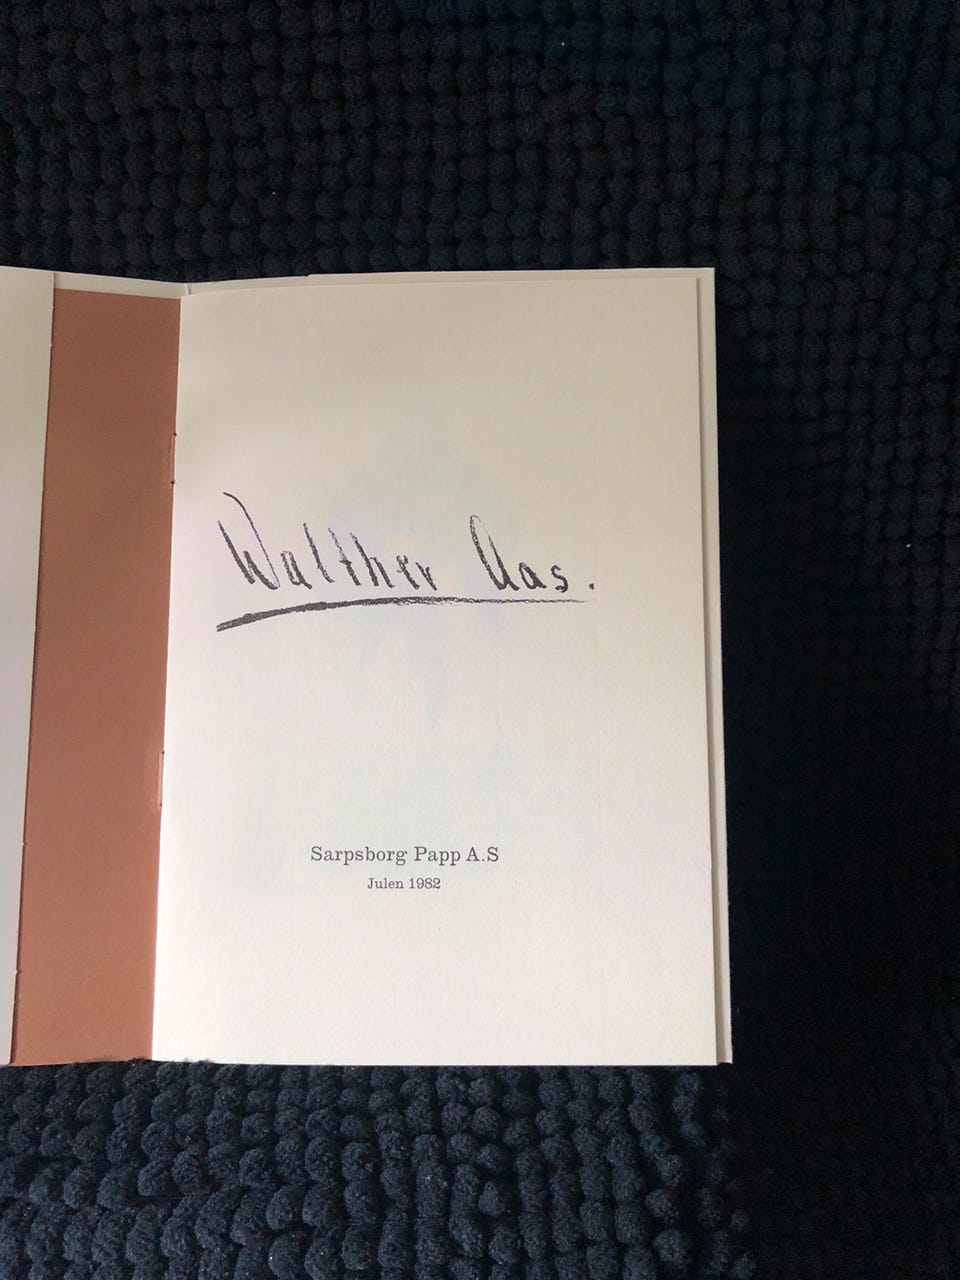 Walther Aas.
Sarpsborg Papp A.S
Julen 1982